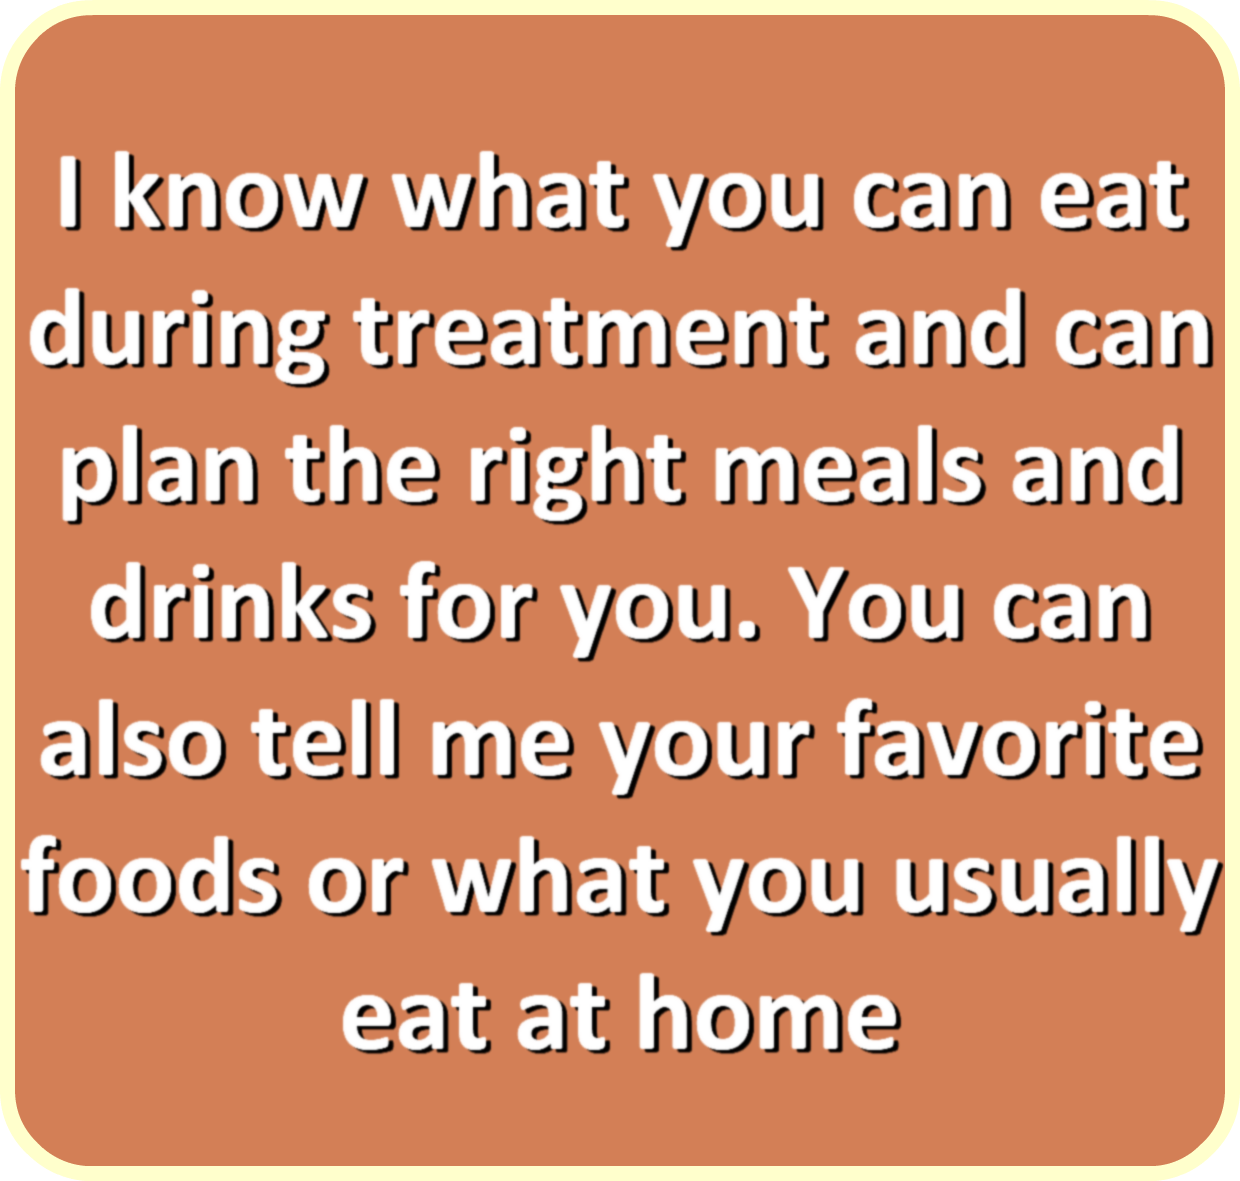 I know what you can eat
during treatment and can
plan the right meals and
drinks for you. You can
also tell me your favorite
foods or what you usually
eat at home